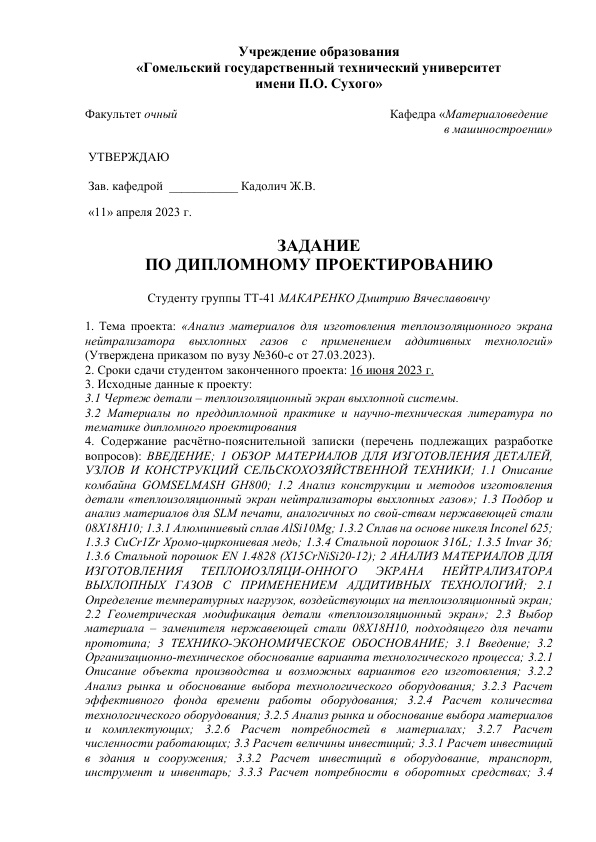 Учреждение образования
«Гомельский государственный технический университет
имени П.О. Сухого»
Факультет очный Кафедра «Материаловедение
в машиностроении»
УТВЕРЖДАЮ
Зав. кафедрой ___________ Кадолич Ж.В.
«11» апреля 2023 г.
ЗАДАНИЕ
ПО ДИПЛОМНОМУ ПРОЕКТИРОВАНИЮ
Студенту группы ТТ-41 МАКАРЕНКО Дмитрию Вячеславовичу
1. Тема проекта: «Анализ материалов для изготовления теплоизоляционного экрана
нейтрализатора выхлопных газов с применением аддитивных технологий»
(Утверждена приказом по вузу №360-с от 27.03.2023).
2. Сроки сдачи студентом законченного проекта: 16 июня 2023 г.
3. Исходные данные к проекту:
3.1 Чертеж детали – теплоизоляционный экран выхлопной системы.
3.2 Материалы по преддипломной практике и научно-техническая литература по
тематике дипломного проектирования
4. Содержание расчётно-пояснительной записки (перечень подлежащих разработке
вопросов): ВВЕДЕНИЕ; 1 ОБЗОР МАТЕРИАЛОВ ДЛЯ ИЗГОТОВЛЕНИЯ ДЕТАЛЕЙ,
УЗЛОВ И КОНСТРУКЦИЙ СЕЛЬСКОХОЗЯЙСТВЕННОЙ ТЕХНИКИ; 1.1 Описание
комбайна GOMSELMASH GH800; 1.2 Анализ конструкции и методов изготовления
детали «теплоизоляционный экран нейтрализаторы выхлопных газов»; 1.3 Подбор и
анализ материалов для SLM печати, аналогичных по свой-ствам нержавеющей стали
08Х18Н10; 1.3.1 Алюминиевый сплав AlSi10Mg; 1.3.2 Сплав на основе никеля Inconel 625;
1.3.3 CuCr1Zr Хромо-циркониевая медь; 1.3.4 Стальной порошок 316L; 1.3.5 Invar 36;
1.3.6 Стальной порошок EN 1.4828 (X15CrNiSi20-12); 2 АНАЛИЗ МАТЕРИАЛОВ ДЛЯ
ИЗГОТОВЛЕНИЯ ТЕПЛОИОЗЛЯЦИ-ОННОГО ЭКРАНА НЕЙТРАЛИЗАТОРА
ВЫХЛОПНЫХ ГАЗОВ С ПРИМЕНЕНИЕМ АДДИТИВНЫХ ТЕХНОЛОГИЙ; 2.1
Определение температурных нагрузок, воздействующих на теплоизоляционный экран;
2.2 Геометрическая модификация детали «теплоизоляционный экран»; 2.3 Выбор
материала – заменителя нержавеющей стали 08Х18Н10, подходящего для печати
прототипа; 3 ТЕХНИКО-ЭКОНОМИЧЕСКОЕ ОБОСНОВАНИЕ; 3.1 Введение; 3.2
Организационно-техническое обоснование варианта технологического процесса; 3.2.1
Описание объекта производства и возможных вариантов его изготовления; 3.2.2
Анализ рынка и обоснование выбора технологического оборудования; 3.2.3 Расчет
эффективного фонда времени работы оборудования; 3.2.4 Расчет количества
технологического оборудования; 3.2.5 Анализ рынка и обоснование выбора материалов
и комплектующих; 3.2.6 Расчет потребностей в материалах; 3.2.7 Расчет
численности работающих; 3.3 Расчет величины инвестиций; 3.3.1 Расчет инвестиций
в здания и сооружения; 3.3.2 Расчет инвестиций в оборудование, транспорт,
инструмент и инвентарь; 3.3.3 Расчет потребности в оборотных средствах; 3.4